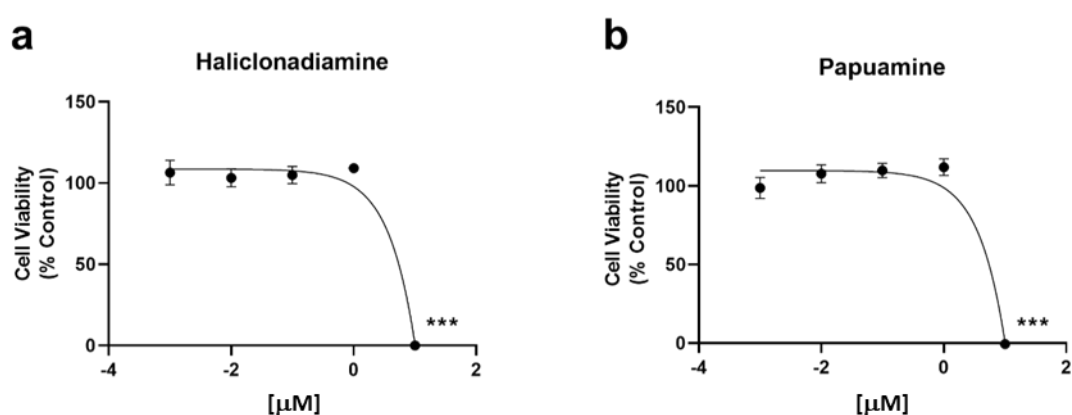 a
Haliclonadiamine
150
100
50
0
Cell Viability
(% Control)
***
-4
-2
0
2
[µM]
b
Papuamine
150
100
50
0
Cell Viability
(% Control)
***
-4
-2
0
2
[µM]